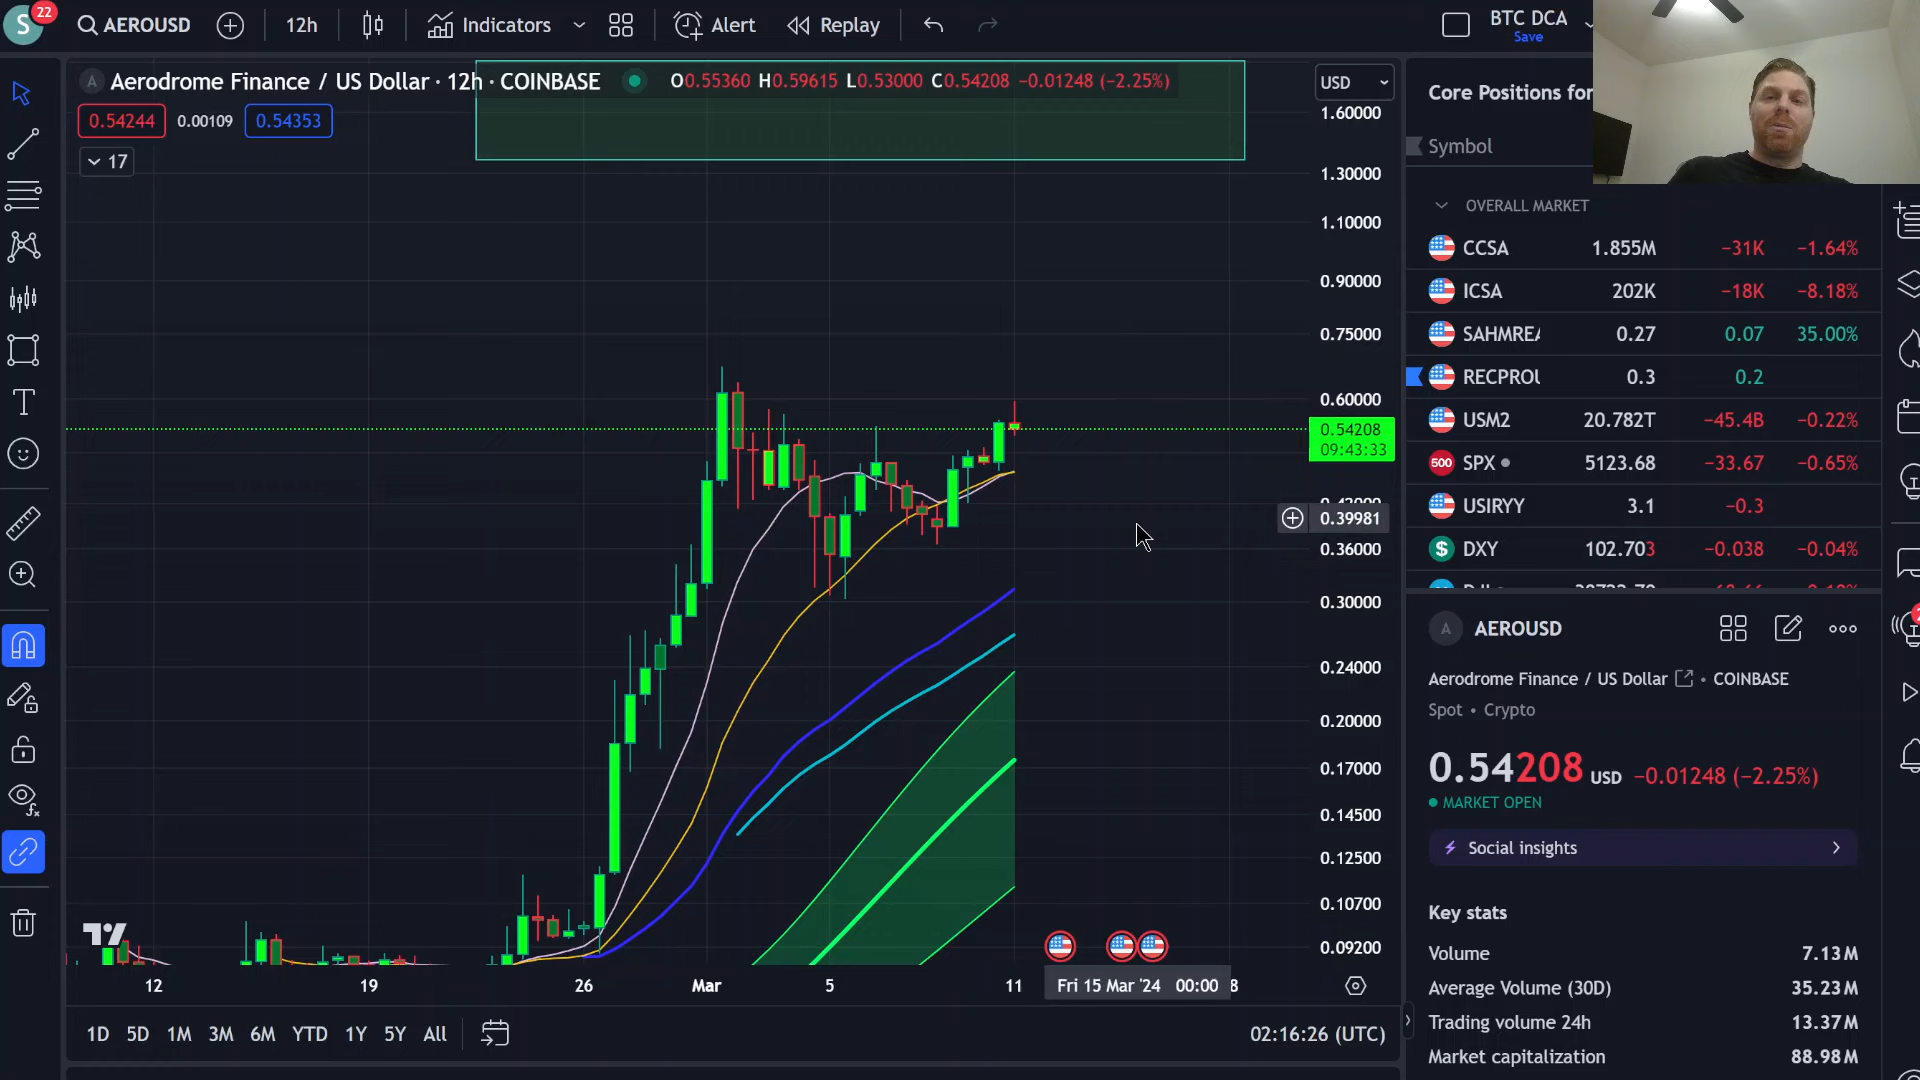 S
22
AEROUSD
12h
Indicators
Alert
Replay
BTC DCA
Save
A
Aerodrome Finance / US Dollar · 12h · COINBASE
O0.55360 H0.59615 L0.53000 C0.54208 −0.01248 (−2.25%)
0.54244
0.00109
0.54353
17
USD
1.60000
1.30000
1.10000
0.90000
0.75000
0.60000
0.54208
09:43:33
0.39981
0.36000
0.30000
0.24000
0.20000
0.17000
0.14500
0.12500
0.10700
0.09200
12
19
26
Mar
5
11
Fri 15 Mar '24 00:00
8
1D
5D
1M
3M
6M
YTD
1Y
5Y
All
02:16:26 (UTC)
Core Positions for
Symbol
OVERALL MARKET
CCSA 1.855M −31K −1.64%
ICSA 202K −18K −8.18%
SAHMREA 0.27 0.07 35.00%
RECPROU 0.3 0.2
USM2 20.782T −45.4B −0.22%
500 SPX 5123.68 −33.67 −0.65%
USIRYY 3.1 −0.3
$ DXY 102.703 −0.038 −0.04%
A AEROUSD
Aerodrome Finance / US Dollar • COINBASE
Spot • Crypto
0.54208 USD −0.01248 (−2.25%)
MARKET OPEN
Social insights
Key stats
Volume 7.13M
Average Volume (30D) 35.23M
Trading volume 24h 13.37M
Market capitalization 88.98M